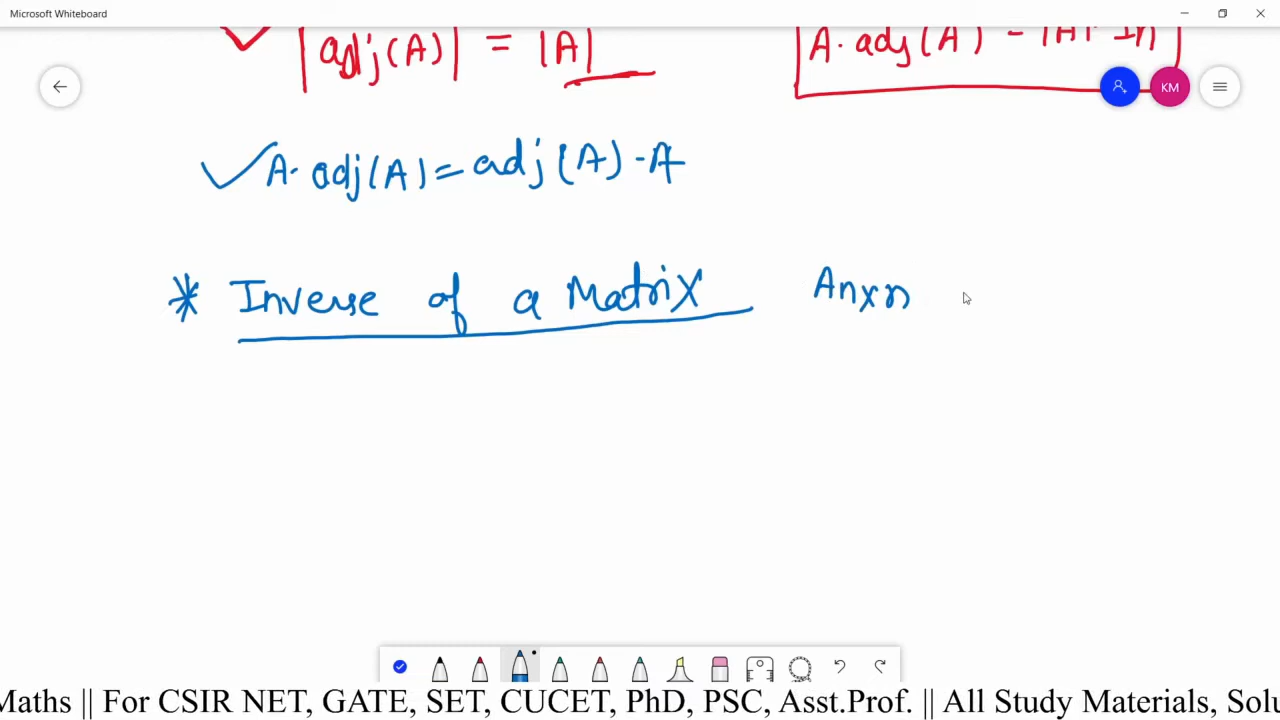 Microsoft Whiteboard
|adj(A)| = |A|
A. adj(A) = |A|. In
KM
A. adj(A) = adj(A) - A
* Inverse of a Matrix Anxn
Maths || For CSIR NET, GATE, SET, CUCET, PhD, PSC, Asst.Prof. || All Study Materials, Solu